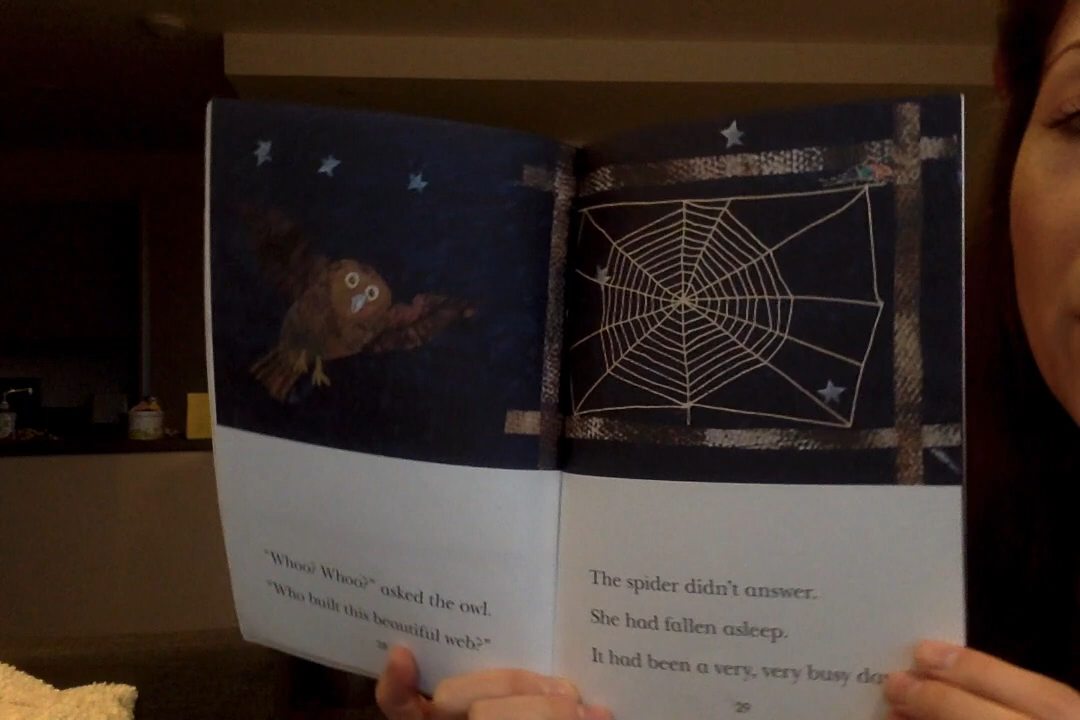 "Whoo? Whoo?" asked the owl.
"Who built this beautiful web?"
28
The spider didn't answer.
She had fallen asleep.
It had been a very, very busy
29